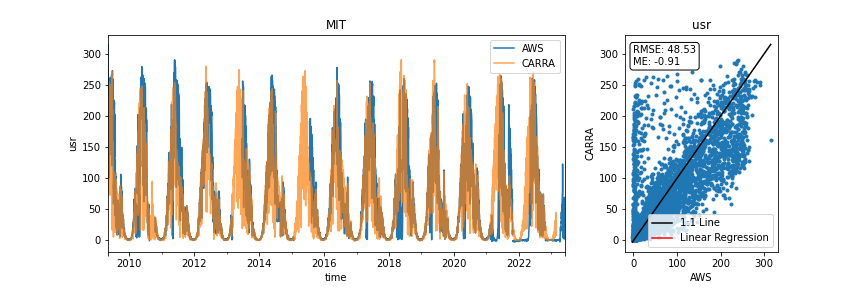 MIT
usr
300
250
200
150
100
50
0
usr
AWS
CARRA
2010
2012
2014
2016
2018
2020
2022
time
300
250
200
150
100
50
0
CARRA
RMSE: 48.53
ME: -0.91
1:1 Line
Linear Regression
0
100
200
300
AWS